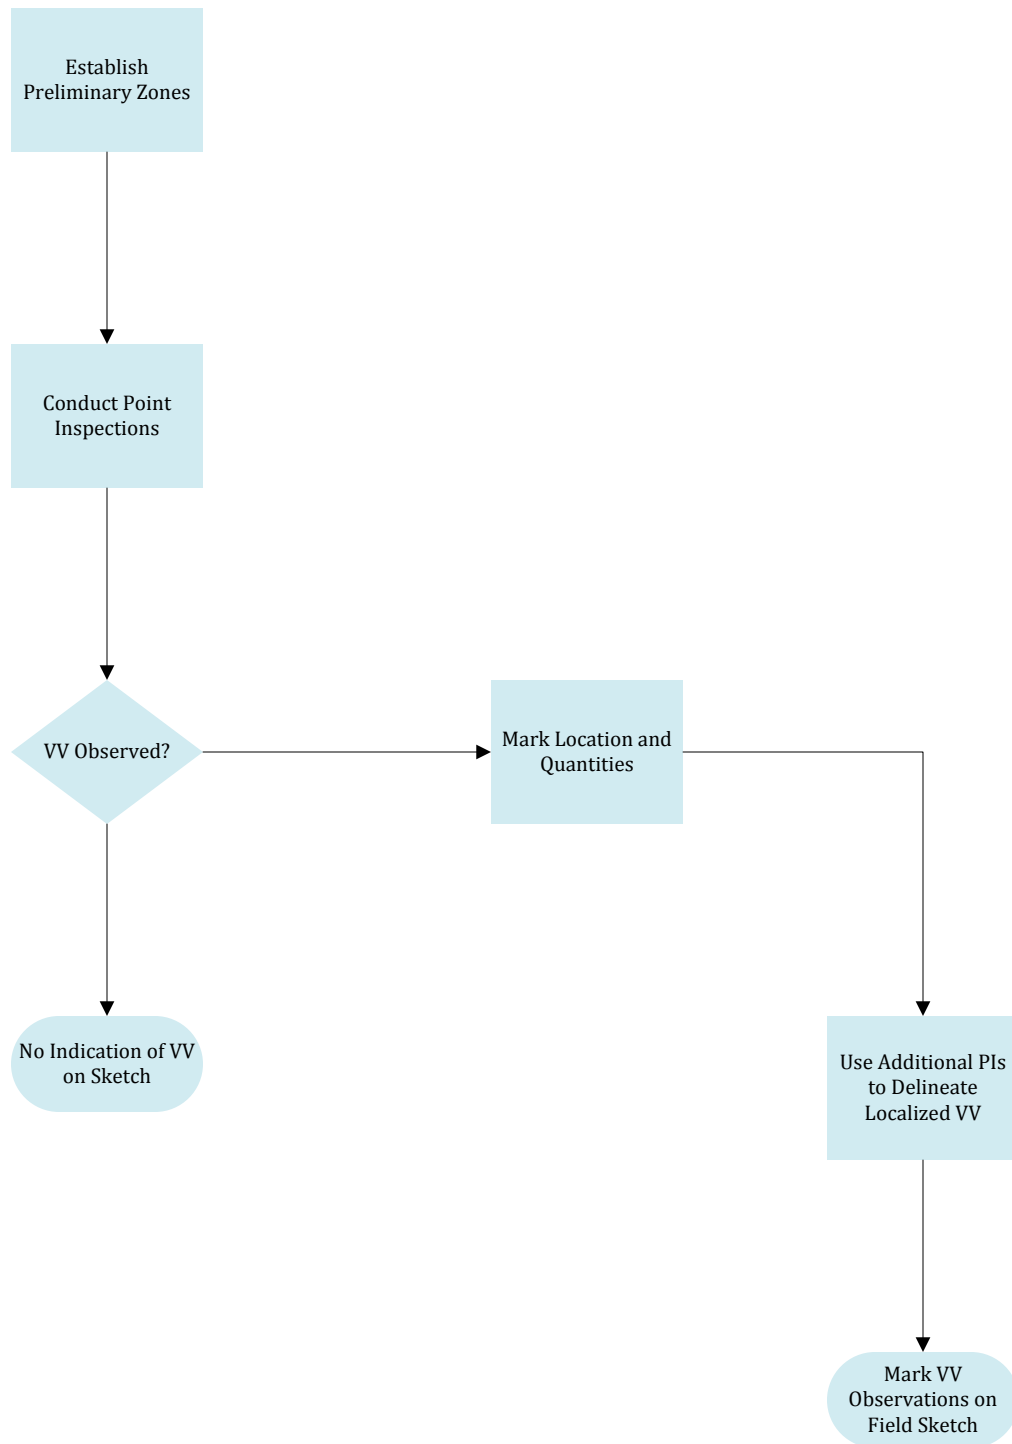 Establish
Preliminary Zones
Conduct Point
Inspections
VV Observed?
Mark Location and
Quantities
No Indication of VV
on Sketch
Use Additional PIs
to Delineate
Localized VV
Mark VV
Observations on
Field Sketch